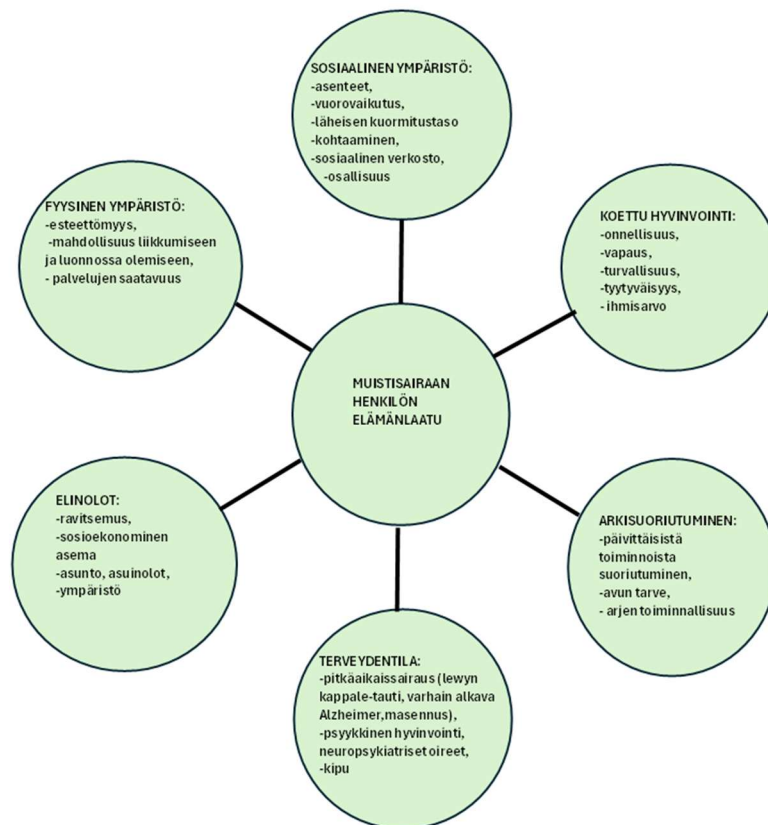 SOSIAALINEN YMPÄRISTÖ:
-asenteet,
-vuorovaikutus,
-läheisen kuormitustaso
-kohtaaminen,
-sosiaalinen verkosto,
-osallisuus
FYYSINEN YMPÄRISTÖ:
-esteettömyys,
-mahdollisuus liikkumiseen
ja luonnossa olemiseen,
- palvelujen saatavuus
KOETTU HYVINVOINTI:
-onnellisuus,
-vapaus,
-turvallisuus,
-tyytyväisyys,
- ihmisarvo
MUISTISAIRAAN
HENKILÖN
ELÄMÄNLAATU
ELINOLOT:
-ravitsemus,
-sosioekonominen
asema
-asunto, asuinolot,
-ympäristö
ARKISUORIUTUMINEN:
-päivittäisistä
toiminnoista
suoriutuminen,
-avun tarve,
- arjen toiminnallisuus
TERVEYDENTILA:
-pitkäaikaissairaus (lewyn
kappale-tauti, varhain alkava
Alzheimer,masennus),
-psyykkinen hyvinvointi,
neuropsykiatriset oireet,
-kipu